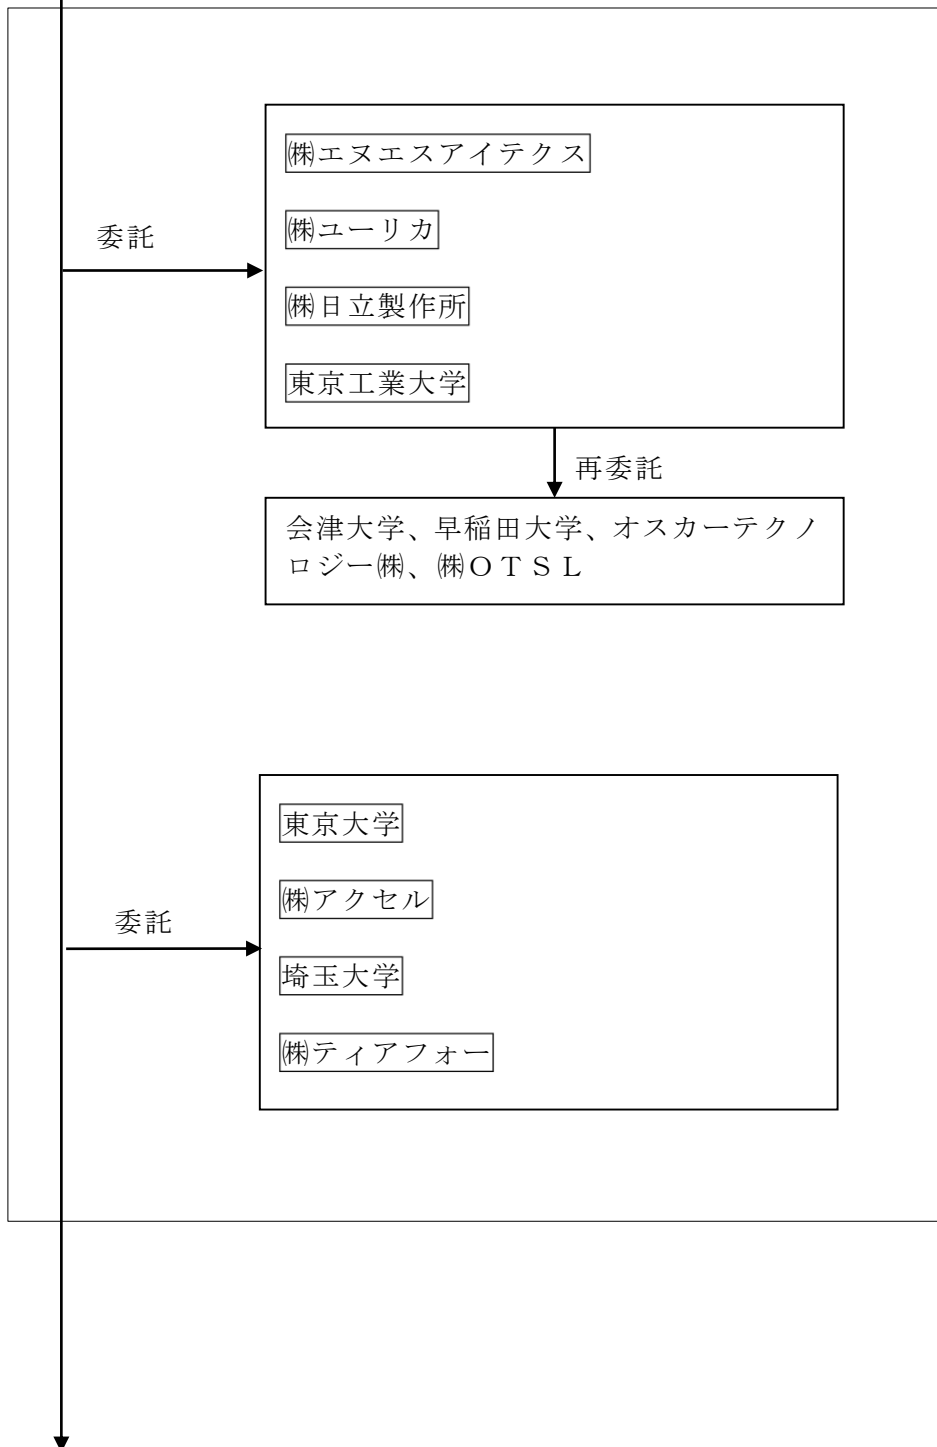 ㈱エヌエスアイテクス
㈱ユーリカ
委託
㈱日立製作所
東京工業大学
再委託
会津大学、早稲田大学、オスカーテクノ
ロジー㈱、㈱ＯＴＳＬ
東京大学
㈱アクセル
委託
埼玉大学
㈱ティアフォー